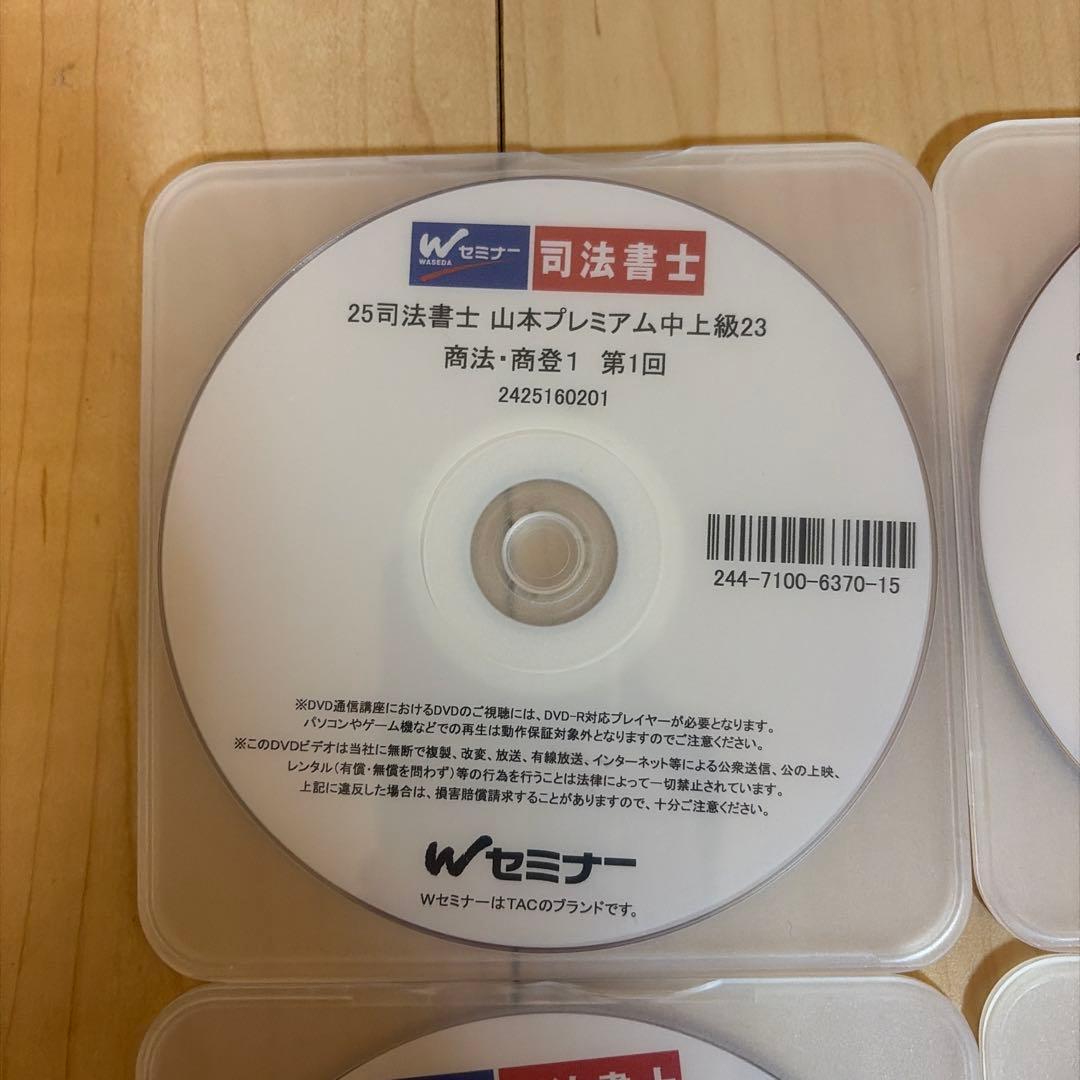 W セミナー 司法書士
WASEDA
25司法書士 山本プレミアム中上級23
商法・商登1 第1回
2425160201
244-7100-6370-15
※DVD通信講座におけるDVDのご視聴には、DVD-R対応プレイヤーが必要となります。
パソコンやゲーム機などでの再生は動作保証対象外となりますのでご注意ください。
※このDVDビデオは当社に無断で複製、改変、放送、有線放送、インターネット等による公衆送信、公の上映、
レンタル(有償・無償を問わず)等の行為を行うことは法律によって一切禁止されています。
上記に違反した場合は、損害賠償請求することがありますので、十分ご注意ください。
Wセミナー
WセミナーはTACのブランドです。
司法書士